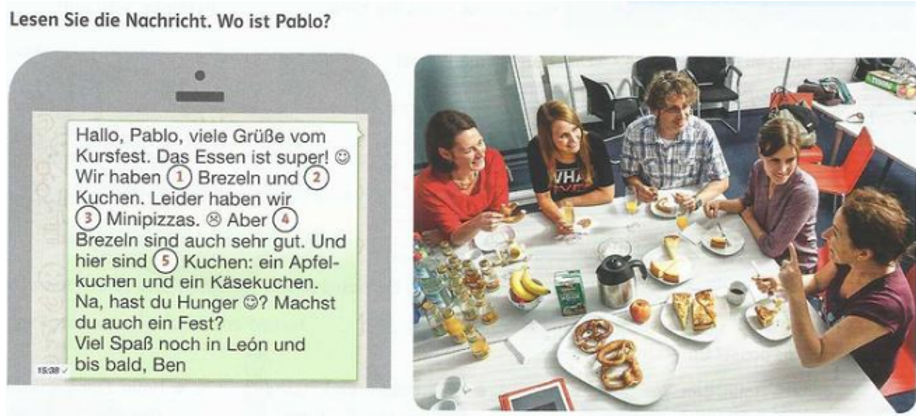 Lesen Sie die Nachricht. Wo ist Pablo?
Hallo, Pablo, viele Grüße vom
Kursfest. Das Essen ist super! ☺
Wir haben ① Brezeln und ②
Kuchen. Leider haben wir
③ Minipizzas. ☹ Aber ④
Brezeln sind auch sehr gut. Und
hier sind ⑤ Kuchen: ein Apfel-
kuchen und ein Käsekuchen.
Na, hast du Hunger ☺? Machst
du auch ein Fest?
Viel Spaß noch in León und
bis bald, Ben
15:38 ✓
WHA